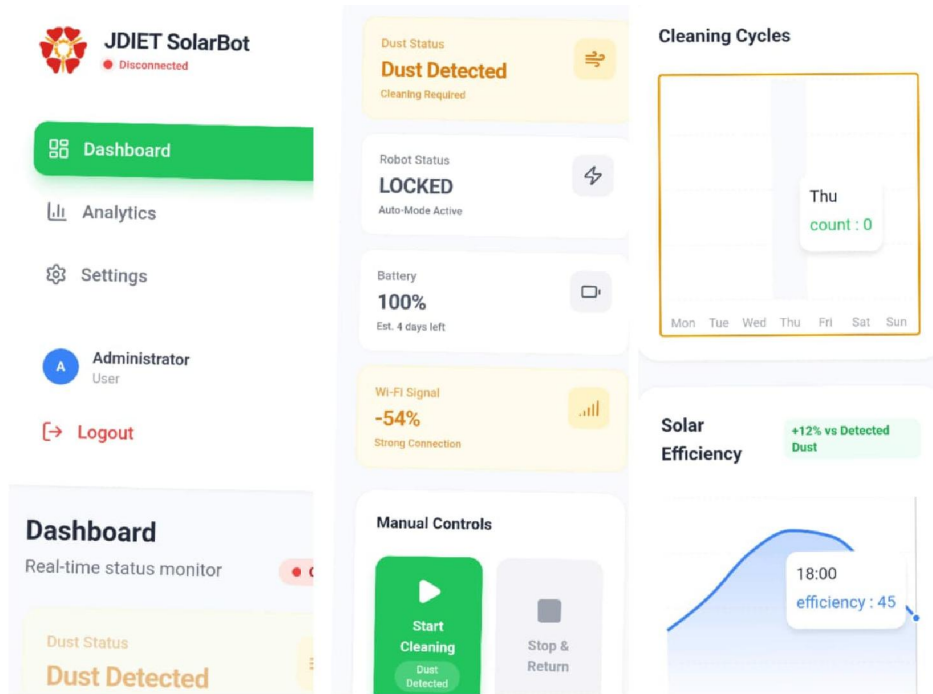 JDIET SolarBot
Disconnected
Dashboard
Analytics
Settings
A
Administrator
User
Logout
Dashboard
Real-time status monitor
Dust Status
Dust Detected
Dust Status
Dust Detected
Cleaning Required
Robot Status
LOCKED
Auto-Mode Active
Battery
100%
Est. 4 days left
Wi-Fi Signal
-54%
Strong Connection
Manual Controls
Start
Cleaning
Dust
Detected
Stop &
Return
Cleaning Cycles
Thu
count : 0
Mon Tue Wed Thu Fri Sat Sun
Solar
Efficiency
+12% vs Detected
Dust
18:00
efficiency : 45